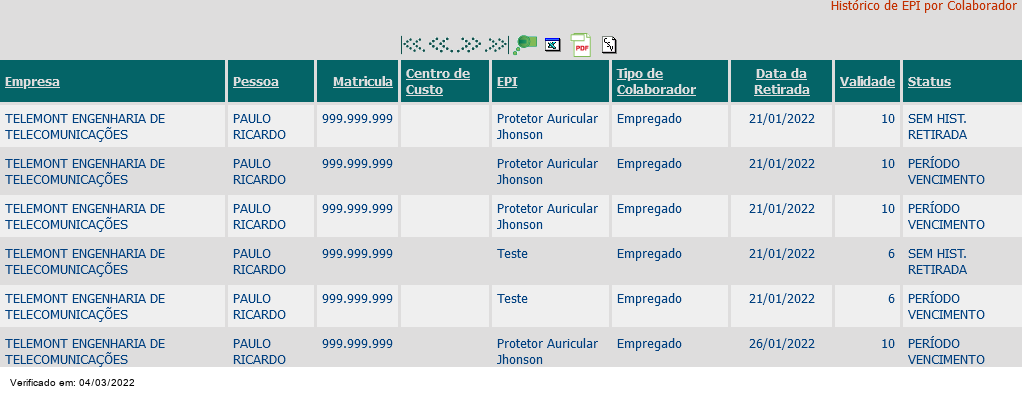 Histórico de EPI por Colaborador
PDF
Empresa Pessoa Matricula Centro de Custo EPI Tipo de Colaborador Data da Retirada Validade Status
TELEMONT ENGENHARIA DE PAULO 999.999.999 Protetor Auricular Empregado 21/01/2022 10 SEM HIST.
TELECOMUNICAÇÕES RICARDO Jhonson RETIRADA
TELEMONT ENGENHARIA DE PAULO 999.999.999 Protetor Auricular Empregado 21/01/2022 10 PERÍODO
TELECOMUNICAÇÕES RICARDO Jhonson VENCIMENTO
TELEMONT ENGENHARIA DE PAULO 999.999.999 Protetor Auricular Empregado 21/01/2022 10 PERÍODO
TELECOMUNICAÇÕES RICARDO Jhonson VENCIMENTO
TELEMONT ENGENHARIA DE PAULO 999.999.999 Teste Empregado 21/01/2022 6 SEM HIST.
TELECOMUNICAÇÕES RICARDO RETIRADA
TELEMONT ENGENHARIA DE PAULO 999.999.999 Teste Empregado 21/01/2022 6 PERÍODO
TELECOMUNICAÇÕES RICARDO VENCIMENTO
TELEMONT ENGENHARIA DE PAULO 999.999.999 Protetor Auricular Empregado 26/01/2022 10 PERÍODO
TELECOMUNICAÇÕES RICARDO Jhonson VENCIMENTO
Verificado em: 04/03/2022